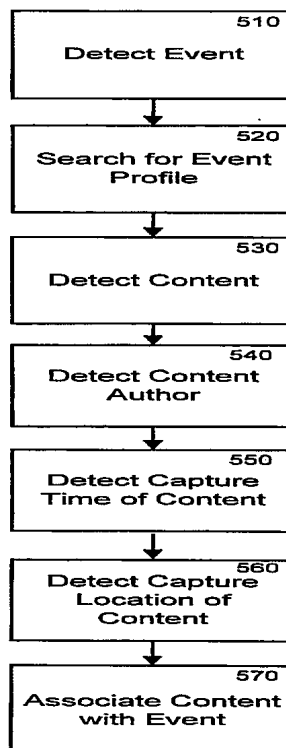 510
Detect Event
520
Search for Event
Profile
530
Detect Content
540
Detect Content
Author
550
Detect Capture
Time of Content
560
Detect Capture
Location of
Content
570
Associate Content
with Event